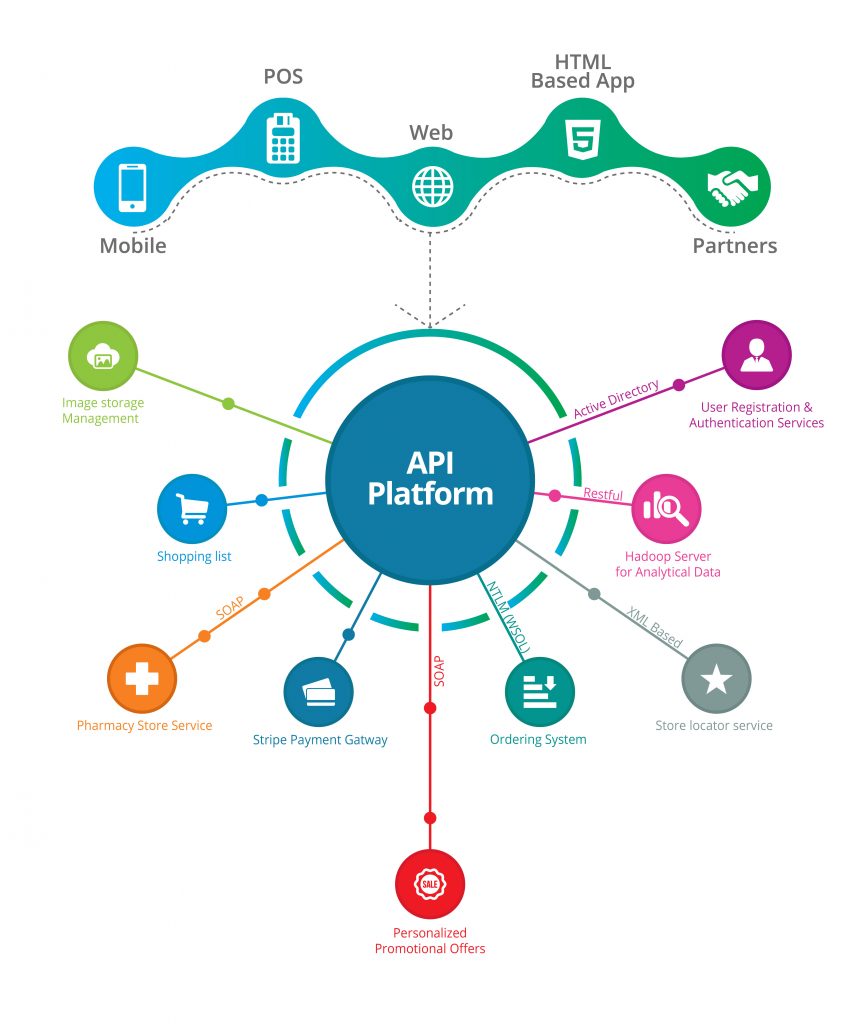 POS
HTML
Based App
Web
Mobile
Partners
Image storage
Management
Active Directory
User Registration &
Authentication Services
API
Platform
Shopping list
Restful
Hadoop Server
for Analytical Data
SOAP
Pharmacy Store Service
Stripe Payment Gatway
SOAP
NTLM (WSOL)
Ordering System
XML Based
Store locator service
SALE
Personalized
Promotional Offers